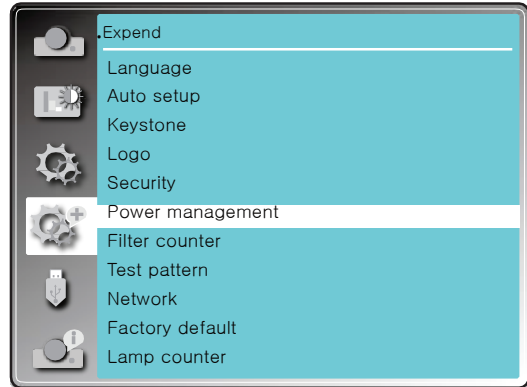 .Expend
Language
Auto setup
Keystone
Logo
Security
Power management
Filter counter
Test pattern
Network
Factory default
Lamp counter